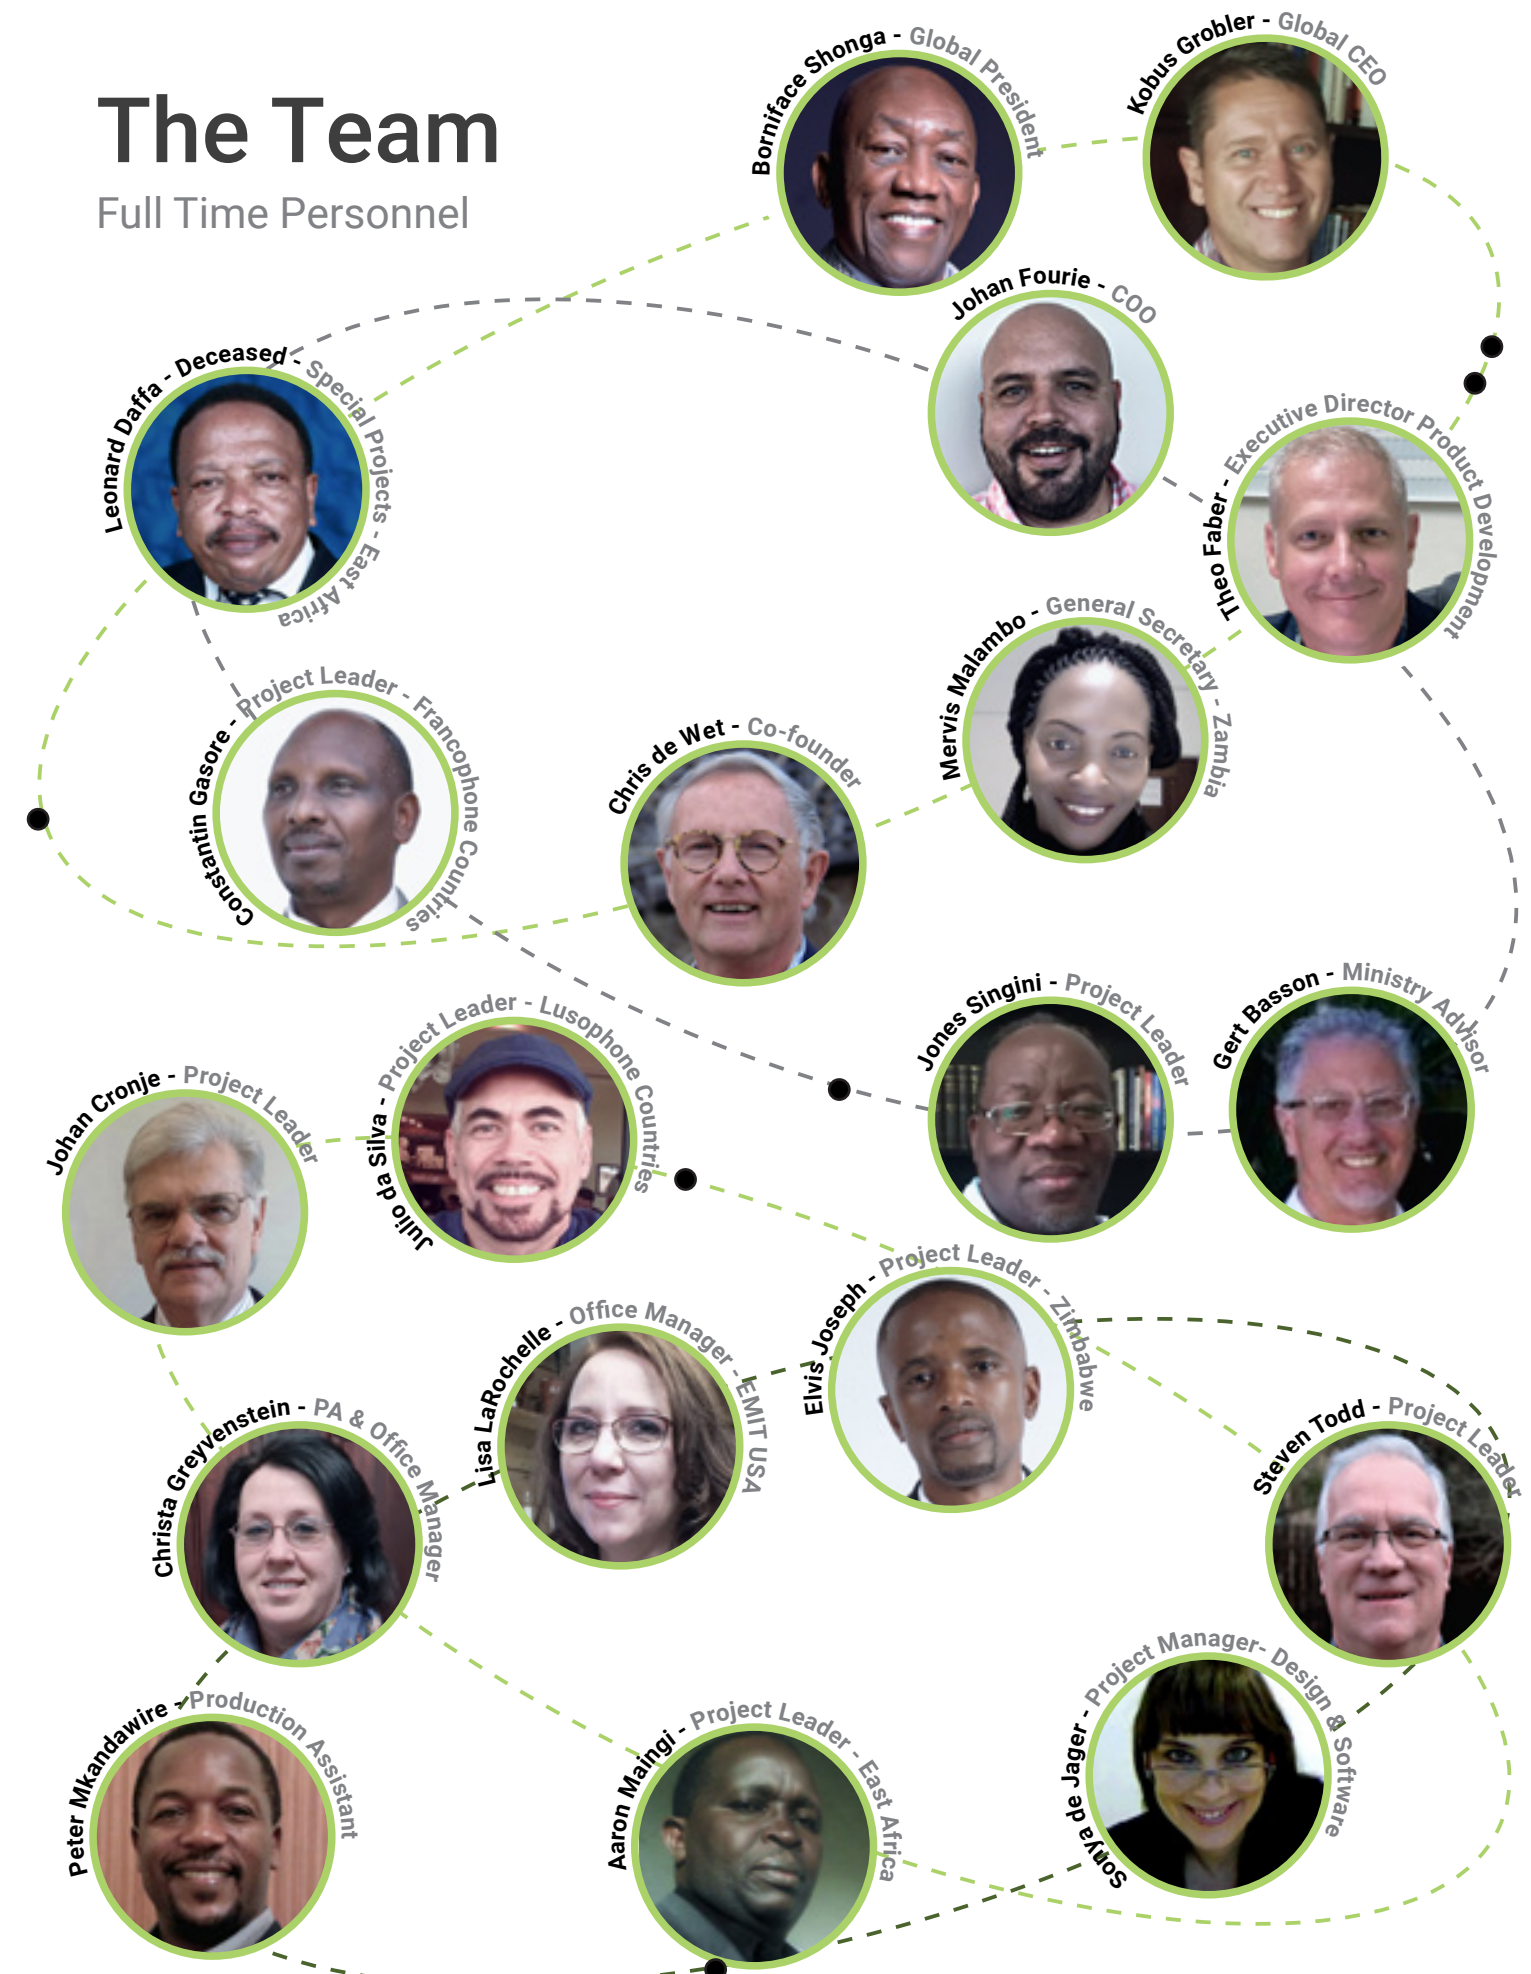 The Team
Full Time Personnel
Borniface Shonga - Global President
Kobus Grobler - Global CEO
Johan Fourie - COO
Leonard Daffa - Deceased - Special Projects - East Africa
Theo Faber - Executive Director Product Development
Mervis Malambo - General Secretary - Zambia
Constantin Gasore - Project Leader - Francophone Countries
Chris de Wet - Co-founder
Jones Singini - Project Leader
Gert Basson - Ministry Advisor
Julio da Silva - Project Leader - Lusophone Countries
Johan Cronje - Project Leader
Elvis Joseph - Project Leader - Zimbabwe
Lisa LaRochelle - Office Manager - EMIT USA
Steven Todd - Project Leader
Christa Greyvenstein - PA & Office Manager
Sonya de Jager - Project Manager- Design & Software
Peter Mkandawire - Production Assistant
Aaron Maingi - Project Leader - East Africa